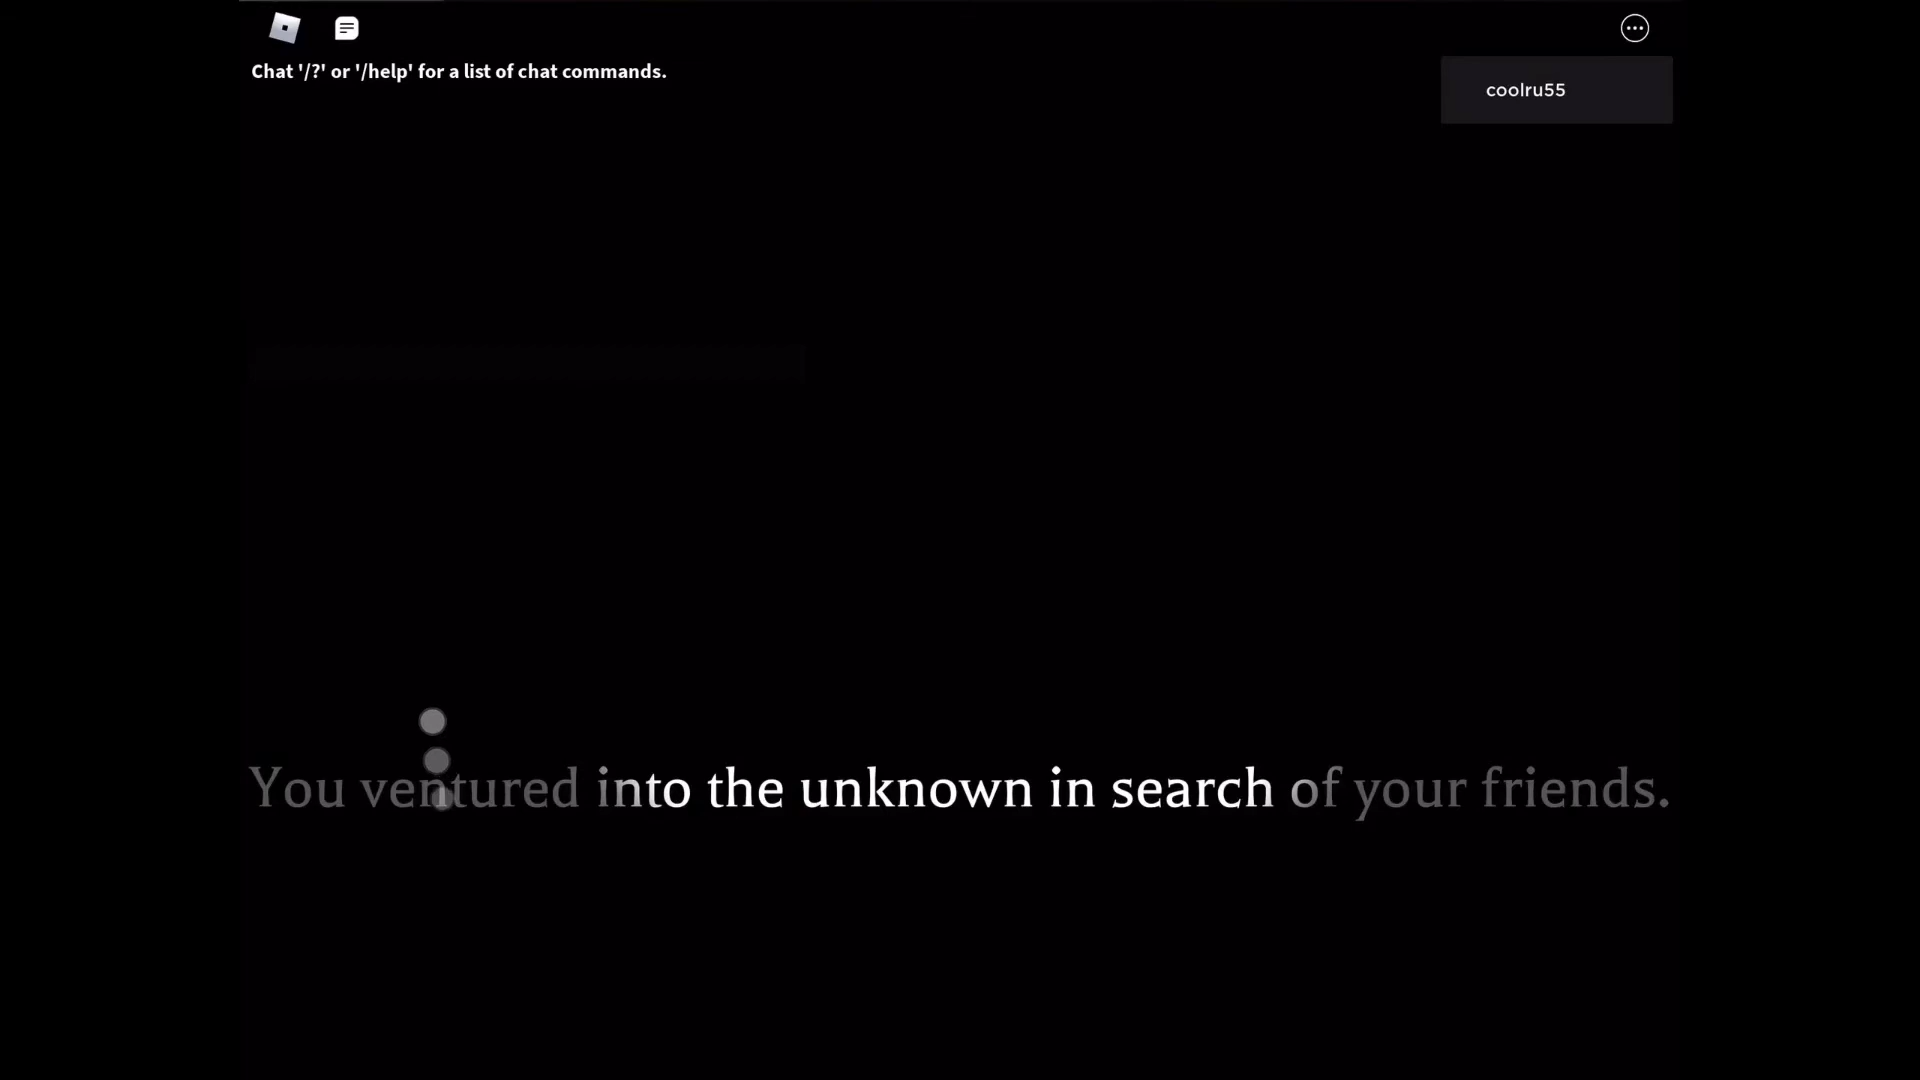 Chat '/?' or '/help' for a list of chat commands.
coolru55
You ventured into the unknown in search of your friends.